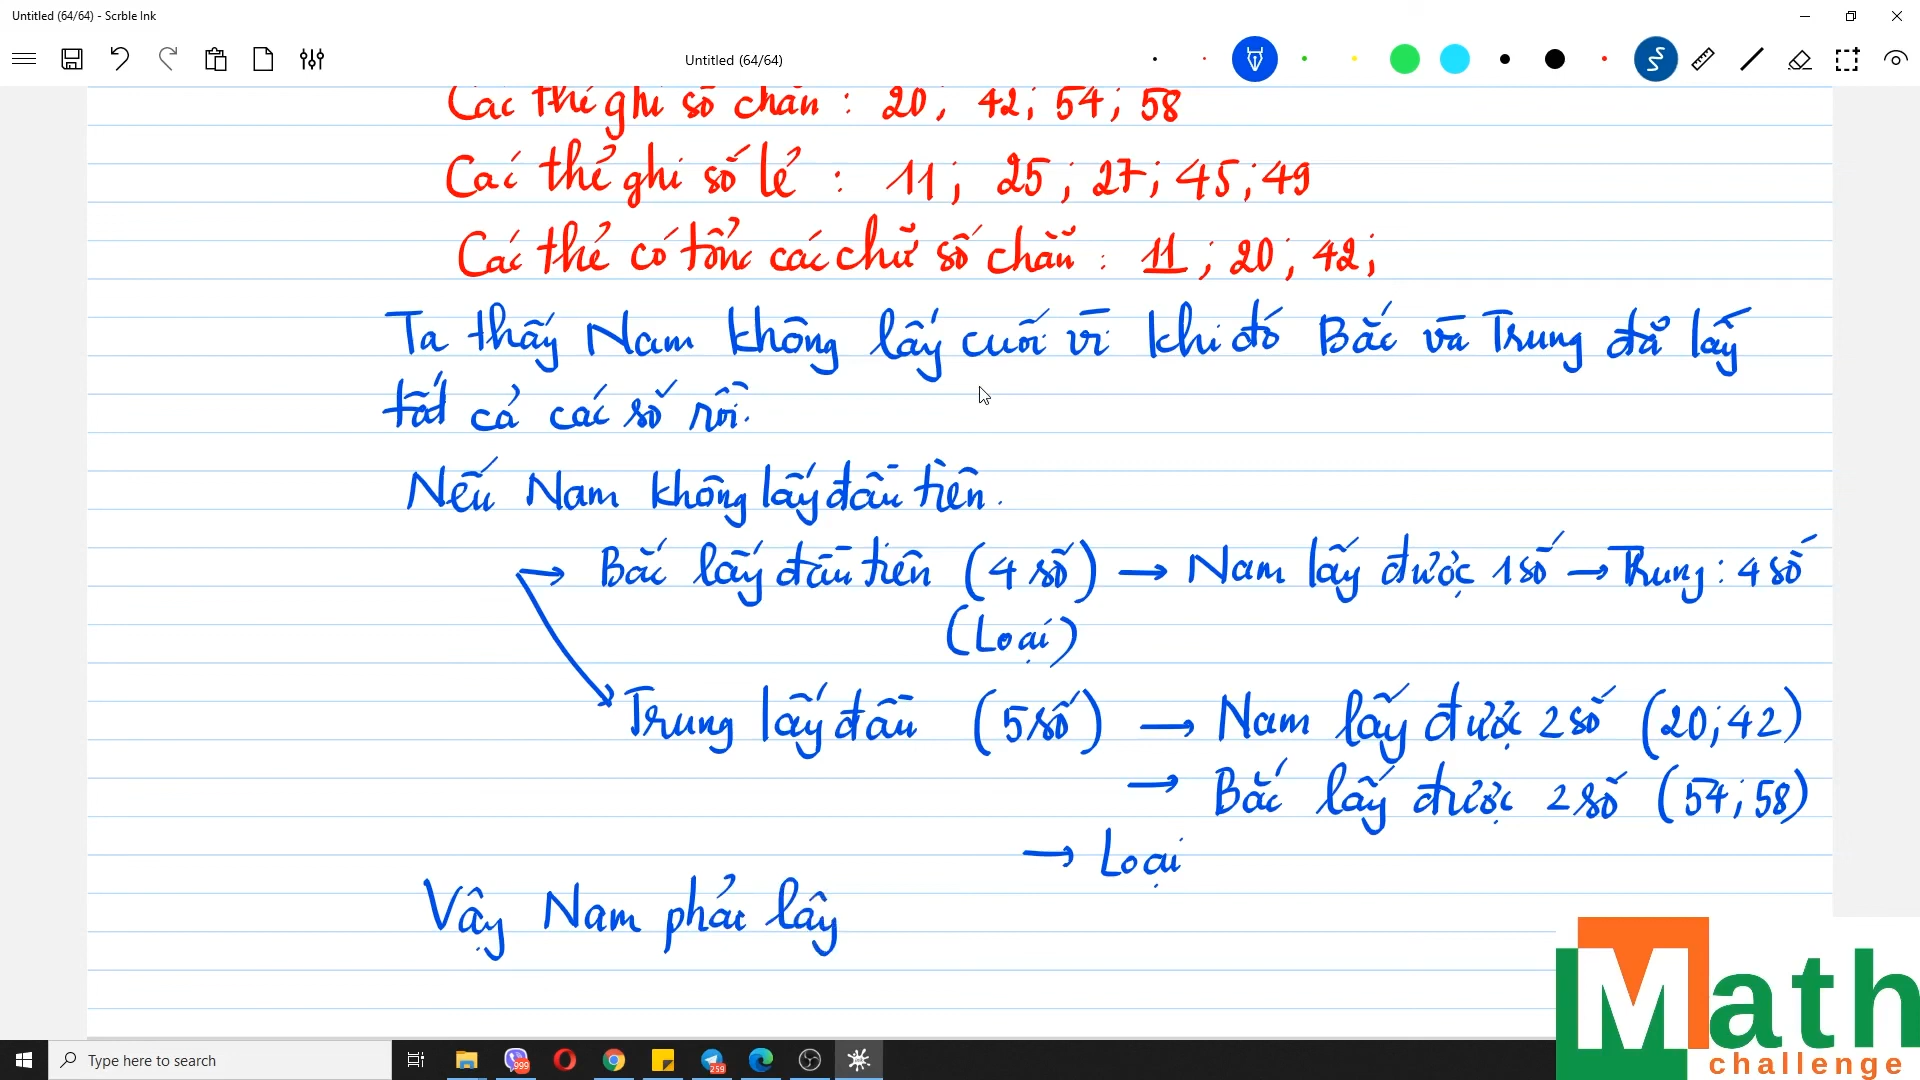 Untitled (64/64) - Scrble Ink
Untitled (64/64)
Các thẻ ghi số chẵn : 20; 42; 54; 58
Các thẻ ghi số lẻ : 11; 25; 27; 45; 49
Các thẻ có tổng các chữ số chẵn : 11; 20; 42;
Ta thấy Nam không lấy cuối vì khi đó Bắc và Trung đã lấy
tất cả các số rồi.
Nếu Nam không lấy đầu tiên.
→ Bắc lấy đầu tiên (4 số) → Nam lấy được 1 số → Trung : 4 số
(Loại)
Trung lấy đầu (5 số) → Nam lấy được 2 số (20; 42)
→ Bắc lấy được 2 số (54; 58)
→ Loại
Vậy Nam phải lấy
Math
challenge
Type here to search
999
259